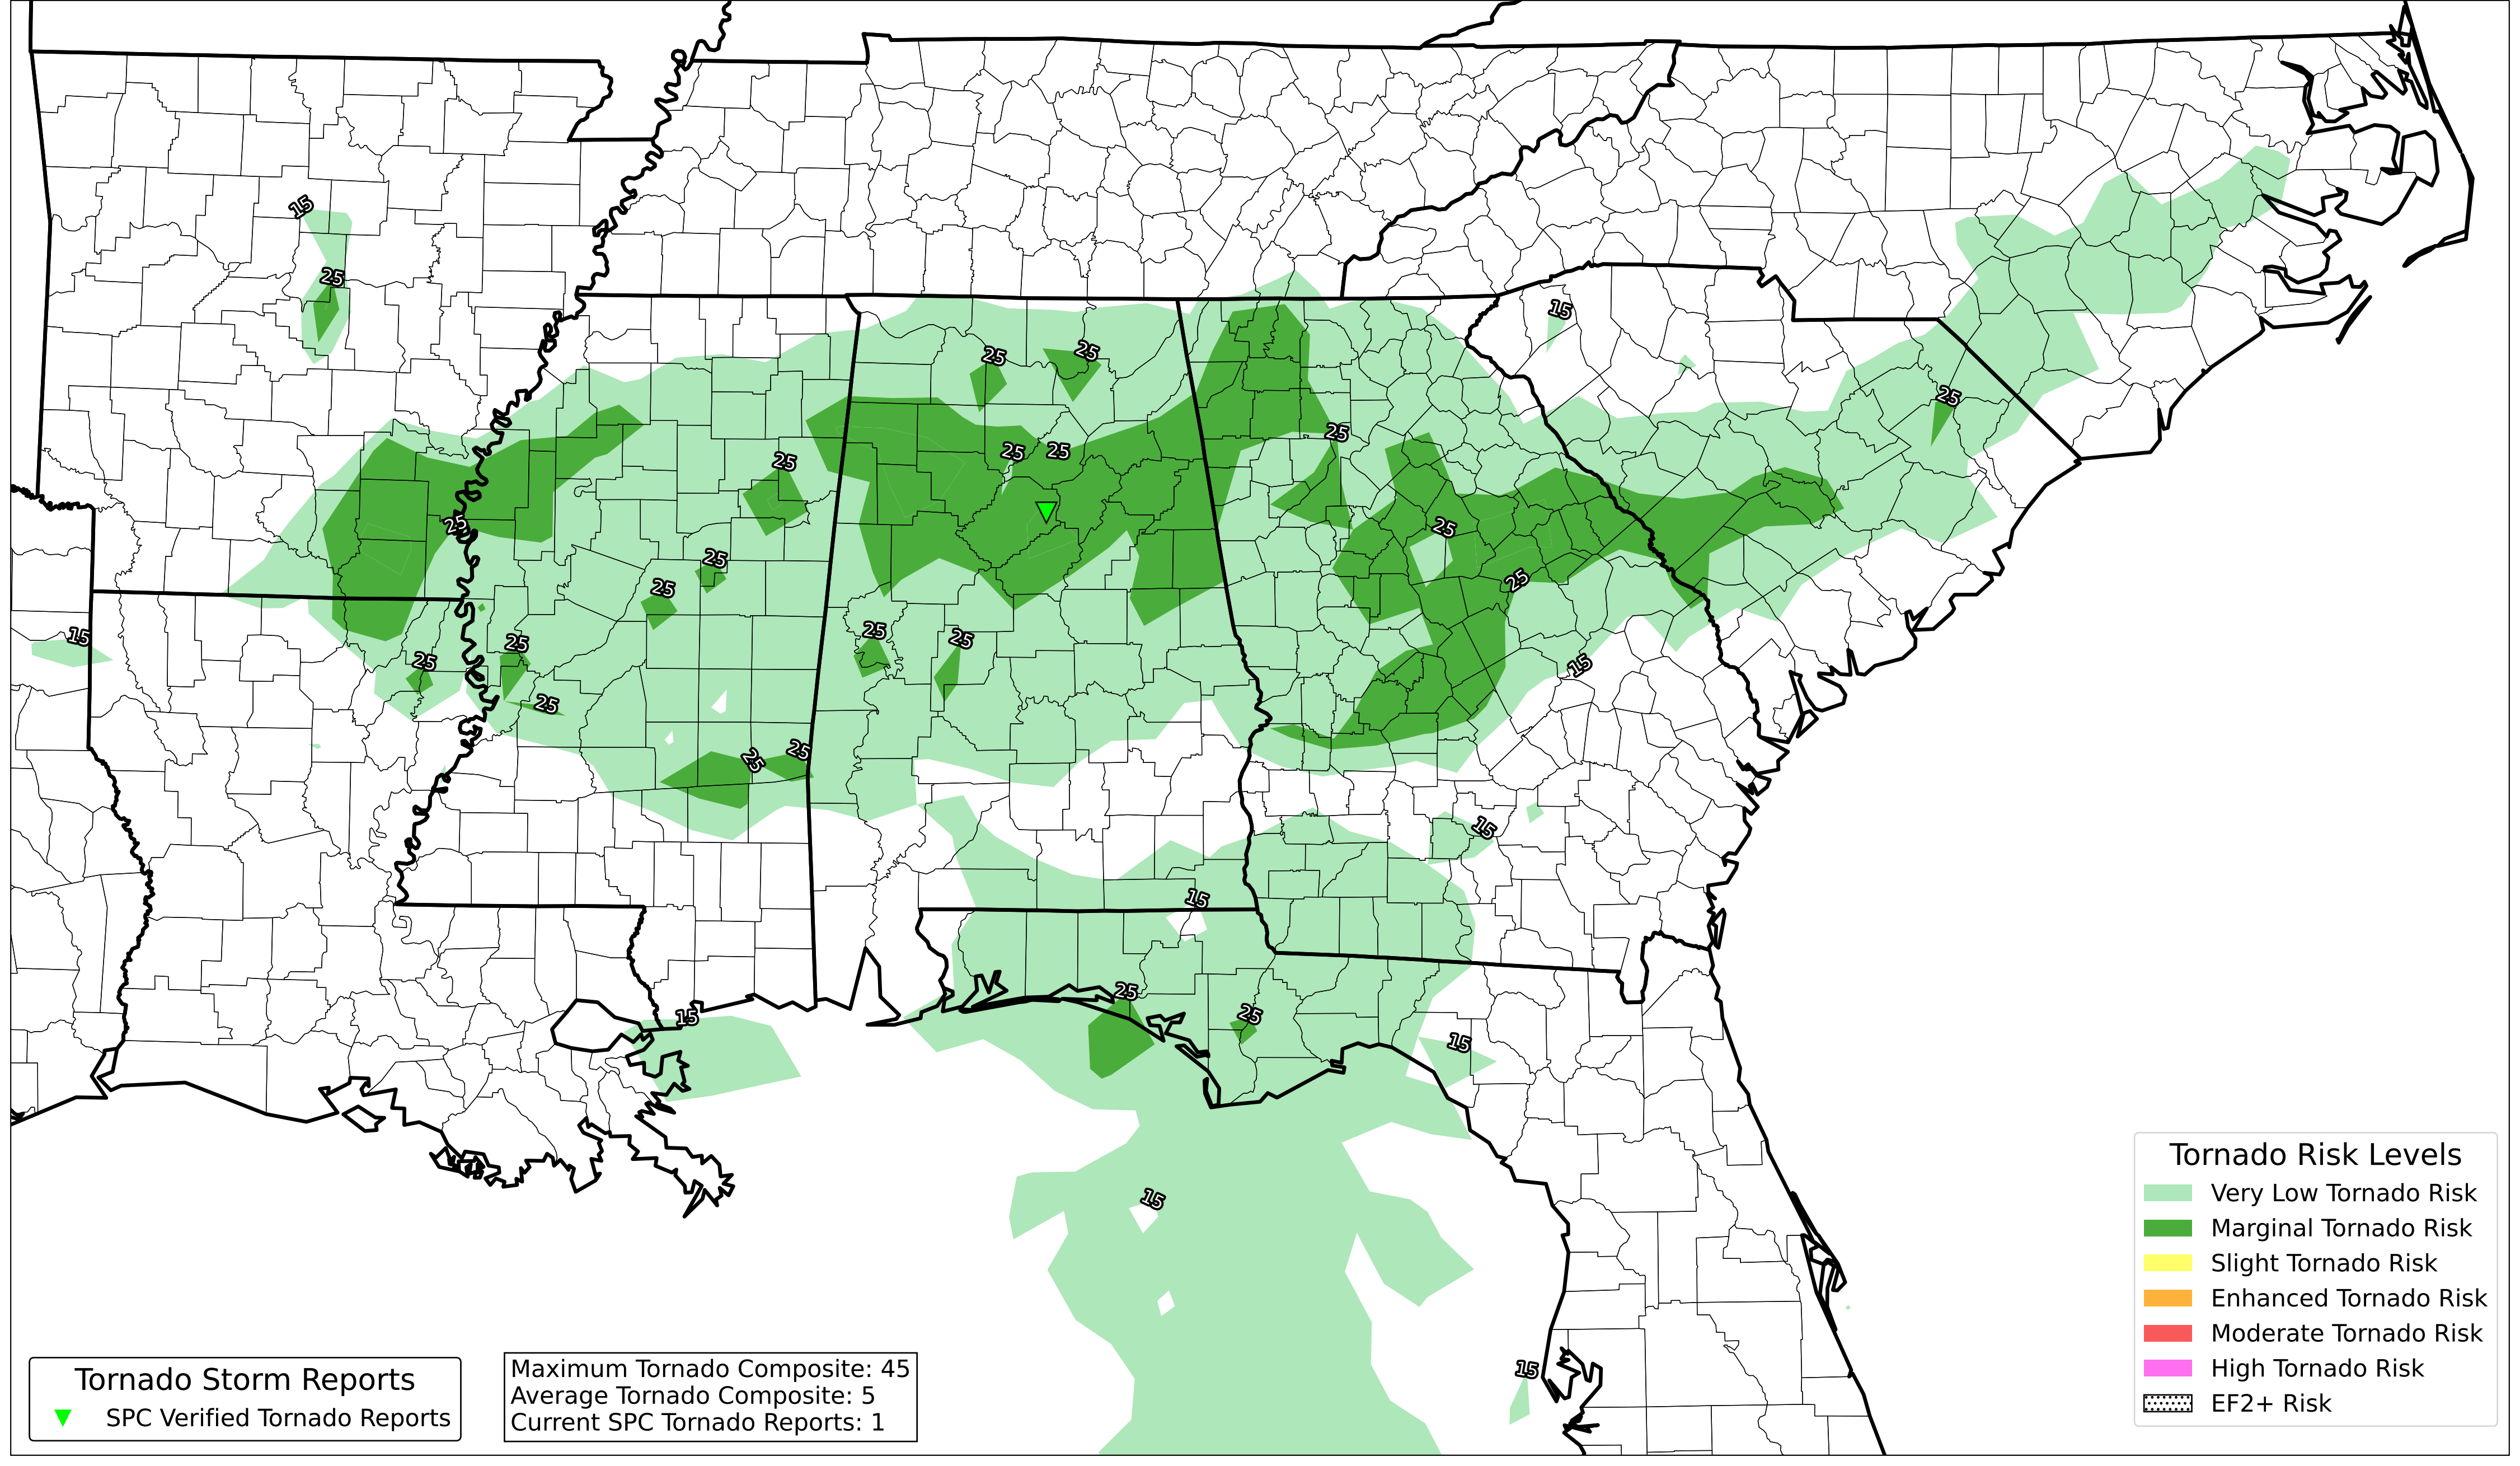 15
25
15
25
25
25
25
25
25
25
25
25
25
25
25
15
25
25
25
25
25
25
25
15
25
25
15
15
25
15
25
15
15
15
Tornado Risk Levels
Very Low Tornado Risk
Marginal Tornado Risk
Slight Tornado Risk
Enhanced Tornado Risk
Moderate Tornado Risk
High Tornado Risk
EF2+ Risk
Tornado Storm Reports
SPC Verified Tornado Reports
Maximum Tornado Composite: 45
Average Tornado Composite: 5
Current SPC Tornado Reports: 1